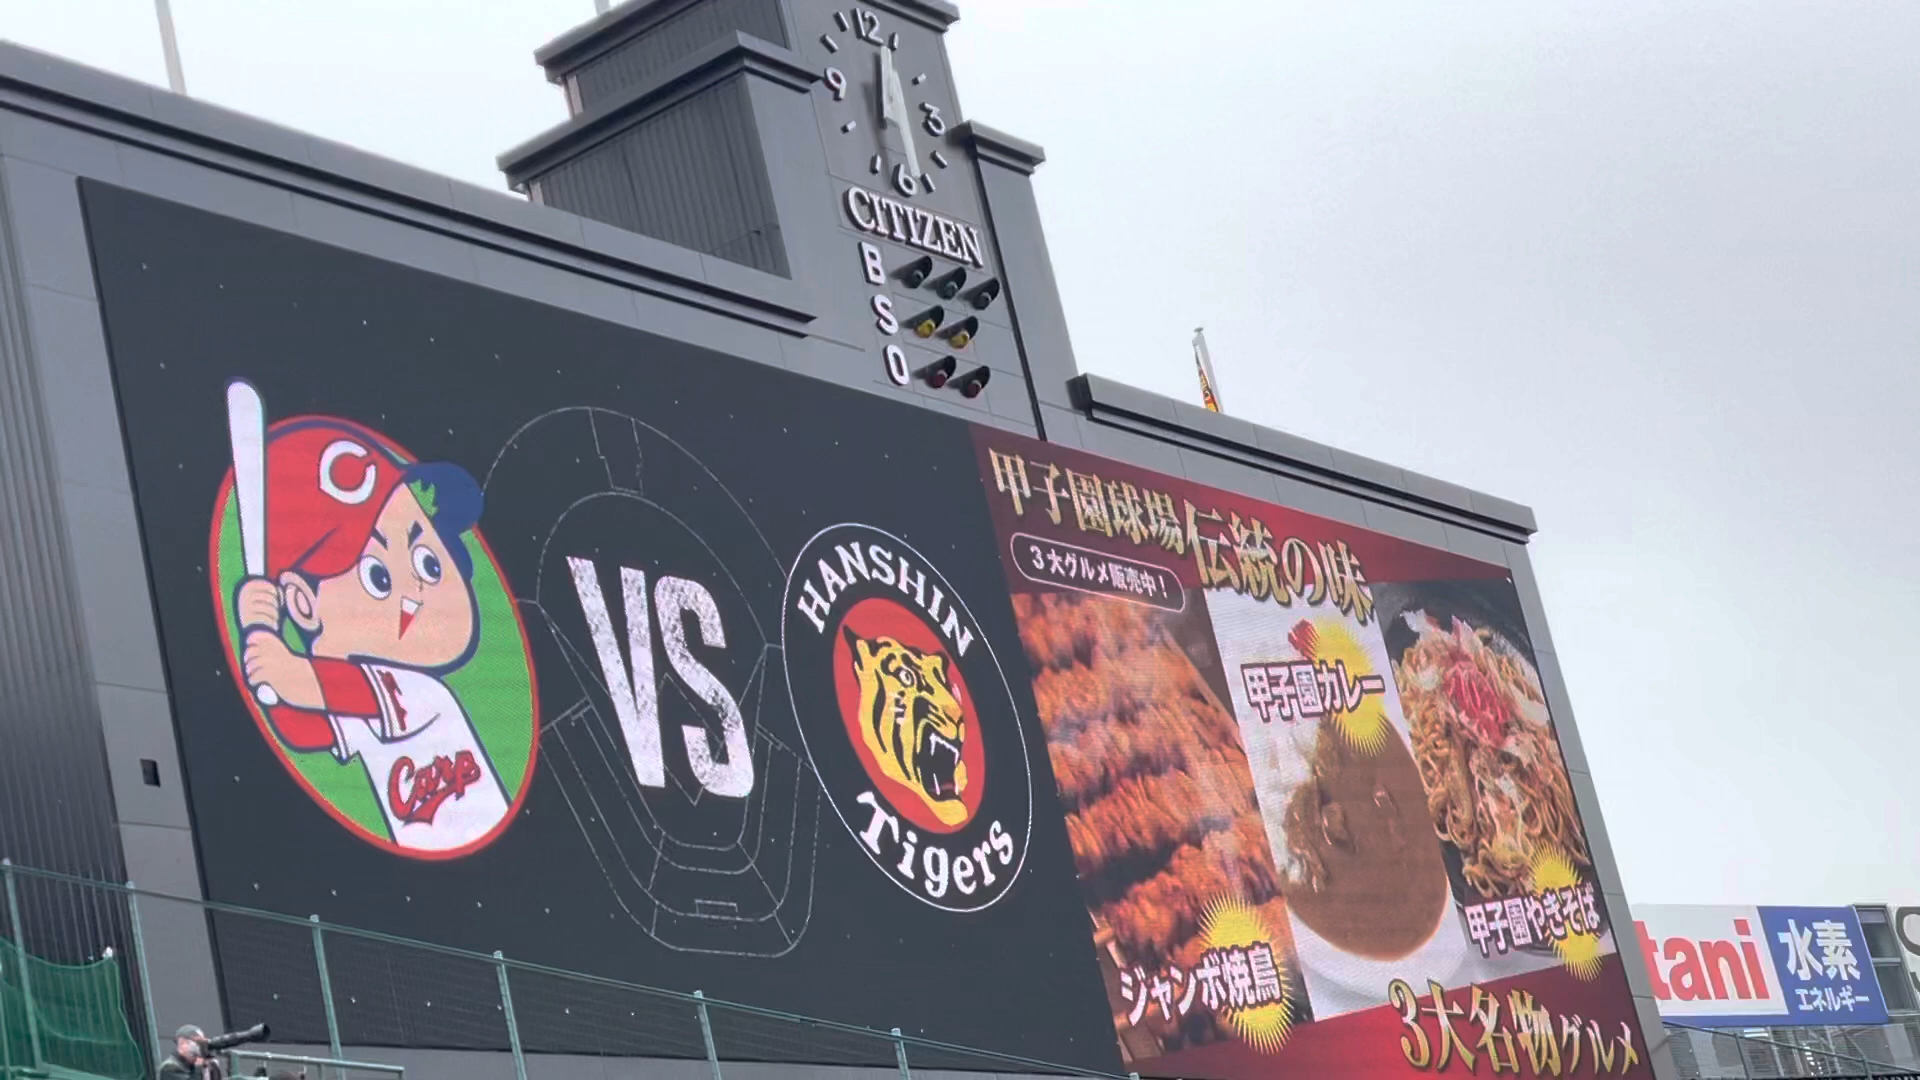 12
9
3
6
CITIZEN
B
S
O
C
Carp
VS
HANSHIN
Tigers
甲子園球場伝統の味
3大グルメ販売中！
甲子園カレー
甲子園やきそば
ジャンボ焼鳥
3大名物グルメ
tani
水素
エネルギー